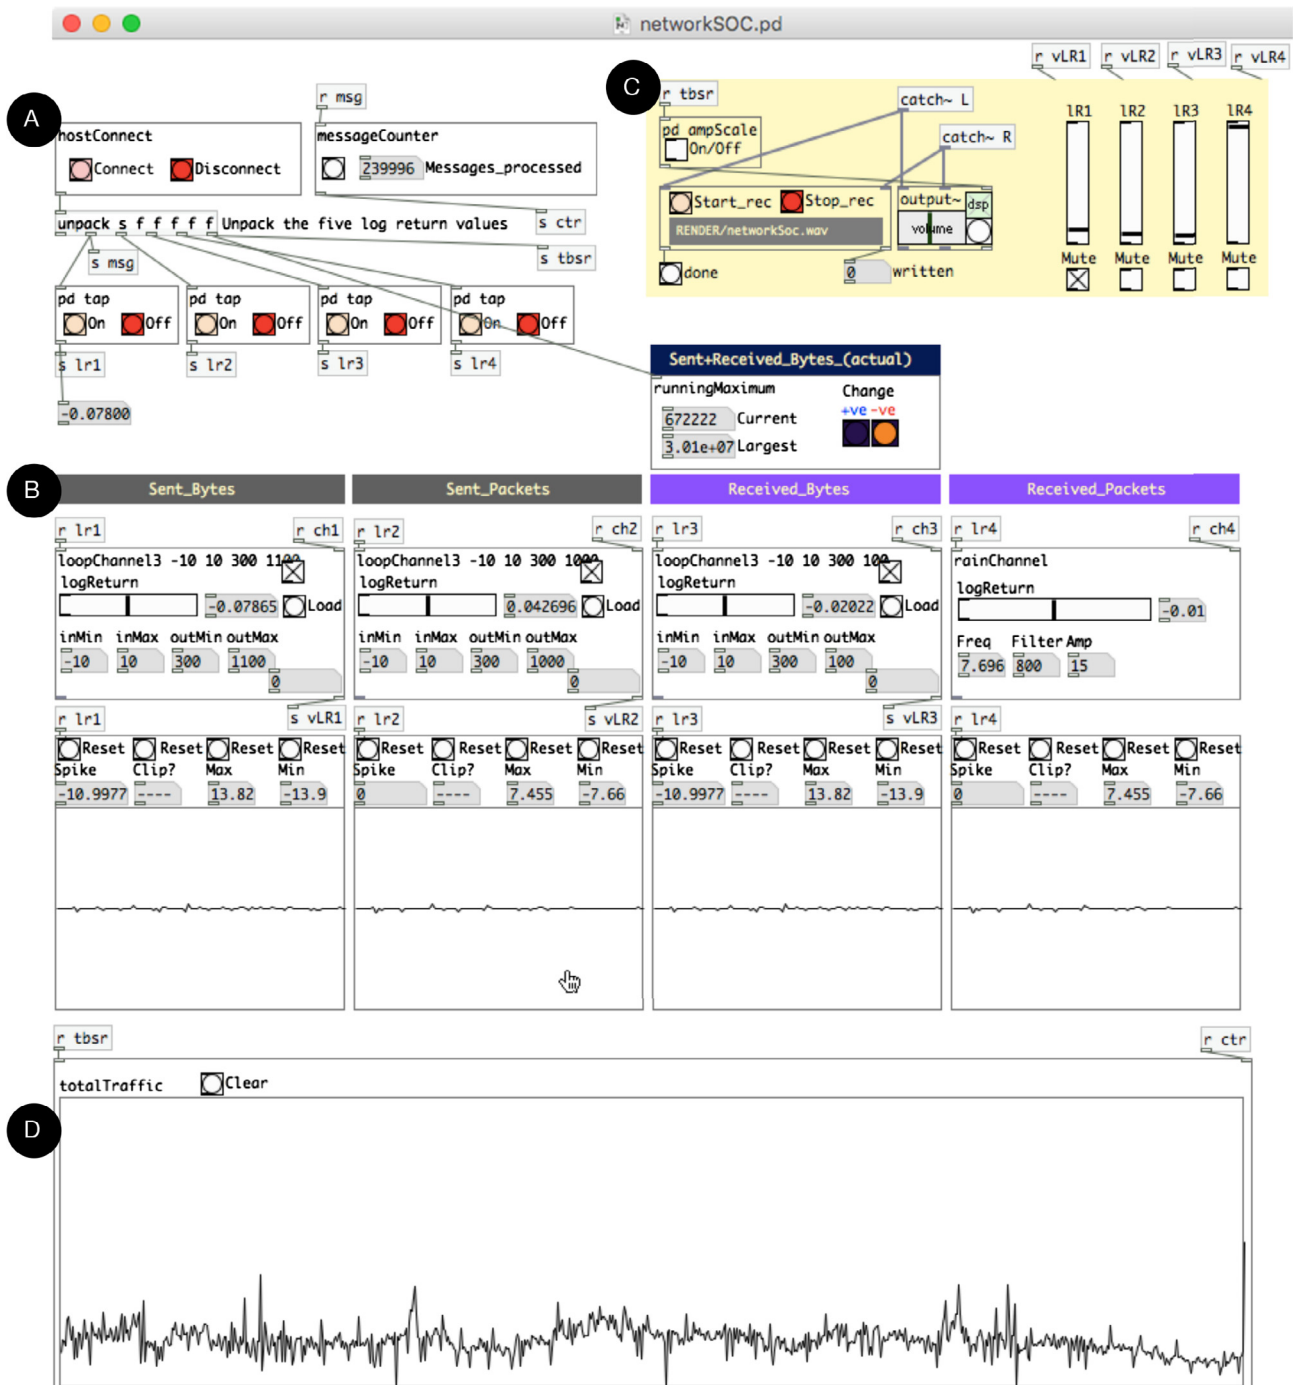 networkSOC.pd
r vLR1 r vLR2 r vLR3 r vLR4
A
r msg
hostConnect
Connect Disconnect
messageCounter
239996 Messages_processed
unpack s f f f f f Unpack the five log return values
s ctr
s msg
s tbsr
pd tap pd tap pd tap pd tap
On Off On Off On Off On Off
s lr1 s lr2 s lr3 s lr4
-0.07800
C
r tbsr
catch~ L
pd ampScale
On/Off
catch~ R
Start_rec Stop_rec
RENDER/networkSoc.wav
output~ dsp
volume
done
0 written
lR1 lR2 lR3 lR4
Mute Mute Mute Mute
Sent+Received_Bytes_(actual)
runningMaximum
Change
+ve -ve
672222 Current
3.01e+07 Largest
B
Sent_Bytes Sent_Packets Received_Bytes Received_Packets
r lr1 r ch1 r lr2 r ch2 r lr3 r ch3 r lr4 r ch4
loopChannel3 -10 10 300 1100 loopChannel3 -10 10 300 1000 loopChannel3 -10 10 300 100 rainChannel
logReturn logReturn logReturn logReturn
-0.07865 Load 0.042696 Load -0.02022 Load -0.01
inMin inMax outMin outMax inMin inMax outMin outMax inMin inMax outMin outMax Freq Filter Amp
-10 10 300 1100 -10 10 300 1000 -10 10 300 100 7.696 800 15
0 0 0
r lr1 s vLR1 r lr2 s vLR2 r lr3 s vLR3 r lr4
Reset Reset Reset Reset Reset Reset Reset Reset Reset Reset Reset Reset Reset Reset Reset Reset
Spike Clip? Max Min Spike Clip? Max Min Spike Clip? Max Min Spike Clip? Max Min
-10.9977 ---- 13.82 -13.9 0 ---- 7.455 -7.66 -10.9977 ---- 13.82 -13.9 0 ---- 7.455 -7.66
r tbsr r ctr
totalTraffic Clear
D